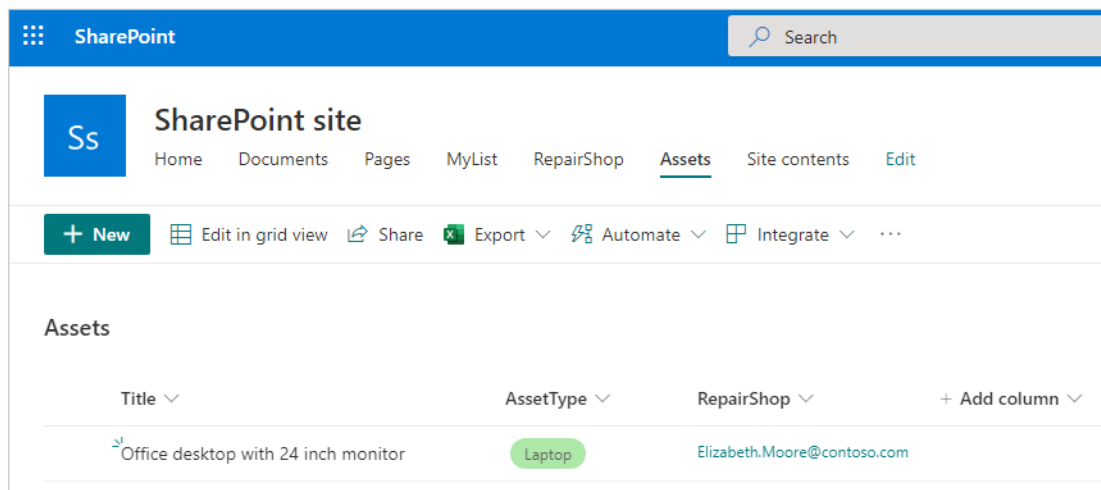 SharePoint Search
Ss
SharePoint site
Home Documents Pages MyList RepairShop Assets Site contents Edit
+ New Edit in grid view Share Export Automate Integrate ...
Assets
Title AssetType RepairShop + Add column
Office desktop with 24 inch monitor Laptop Elizabeth.Moore@contoso.com